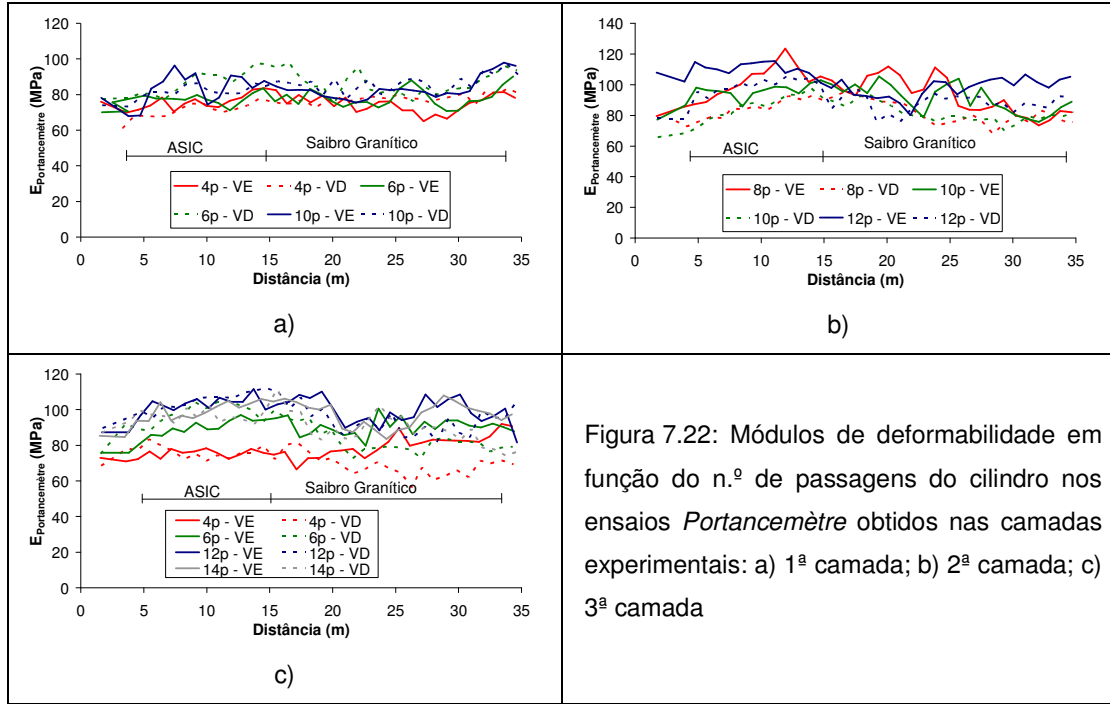 120
100
80
60
40
20
0
E Portancemètre (MPa)
ASIC
Saibro Granítico
4p - VE
4p - VD
6p - VE
6p - VD
10p - VE
10p - VD
0 5 10 15 20 25 30 35
Distância (m)
a)
140
120
100
80
60
40
20
0
E Portancemètre (MPa)
ASIC
Saibro Granítico
8p - VE
8p - VD
10p - VE
10p - VD
12p - VE
12p - VD
0 5 10 15 20 25 30 35
Distância (m)
b)
120
100
80
60
40
20
0
E Portancemètre (MPa)
ASIC
Saibro Granítico
4p - VE
4p - VD
6p - VE
6p - VD
12p - VE
12p - VD
14p - VE
14p - VD
0 5 10 15 20 25 30 35
Distância (m)
c)
Figura 7.22: Módulos de deformabilidade em
função do n.º de passagens do cilindro nos
ensaios Portancemètre obtidos nas camadas
experimentais: a) 1ª camada; b) 2ª camada; c)
3ª camada